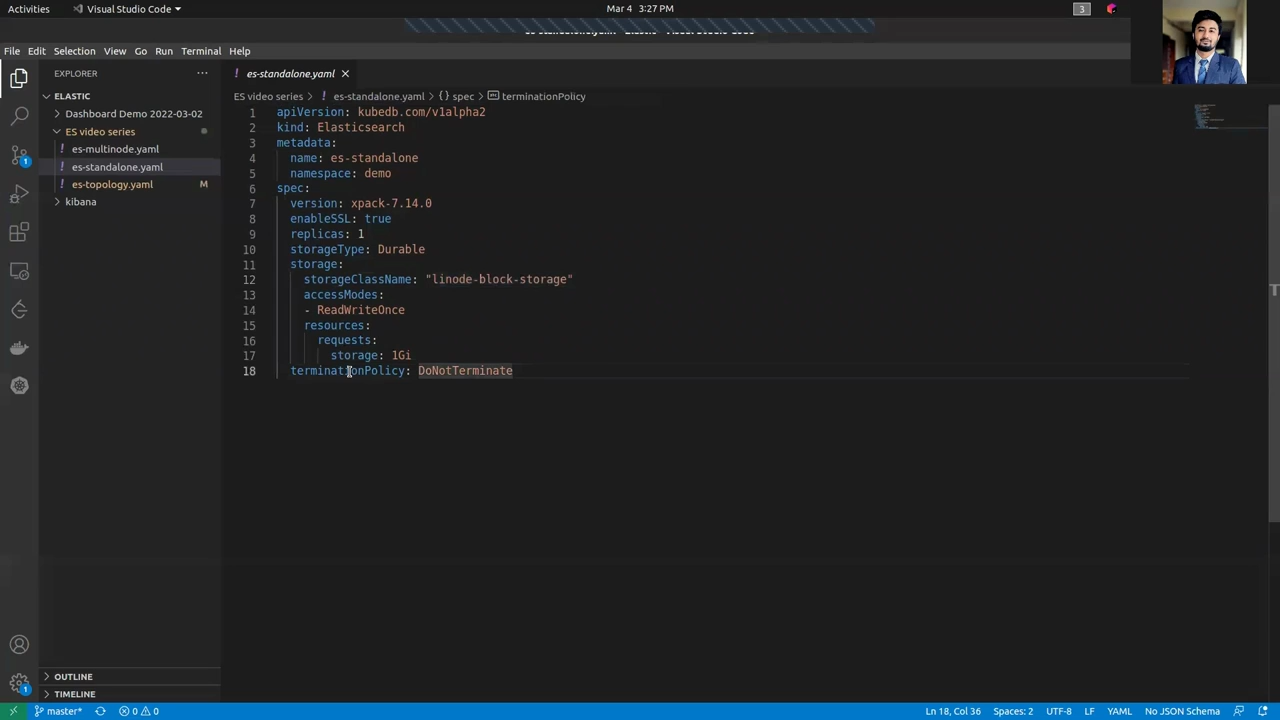 Activities
Visual Studio Code
Mar 4 3:27 PM
3
File Edit Selection View Go Run Terminal Help
EXPLORER
ELASTIC
Dashboard Demo 2022-03-02
ES video series
es-multinode.yaml
es-standalone.yaml
es-topology.yaml M
kibana
OUTLINE
TIMELINE
1
1
es-standalone.yaml
ES video series > ! es-standalone.yaml > {} spec > terminationPolicy
1 apiVersion: kubedb.com/v1alpha2
2 kind: Elasticsearch
3 metadata:
4 name: es-standalone
5 namespace: demo
6 spec:
7 version: xpack-7.14.0
8 enableSSL: true
9 replicas: 1
10 storageType: Durable
11 storage:
12 storageClassName: "linode-block-storage"
13 accessModes:
14 - ReadWriteOnce
15 resources:
16 requests:
17 storage: 1Gi
18 terminationPolicy: DoNotTerminate
master* 0 0
Ln 18, Col 36 Spaces: 2 UTF-8 LF YAML No JSON Schema